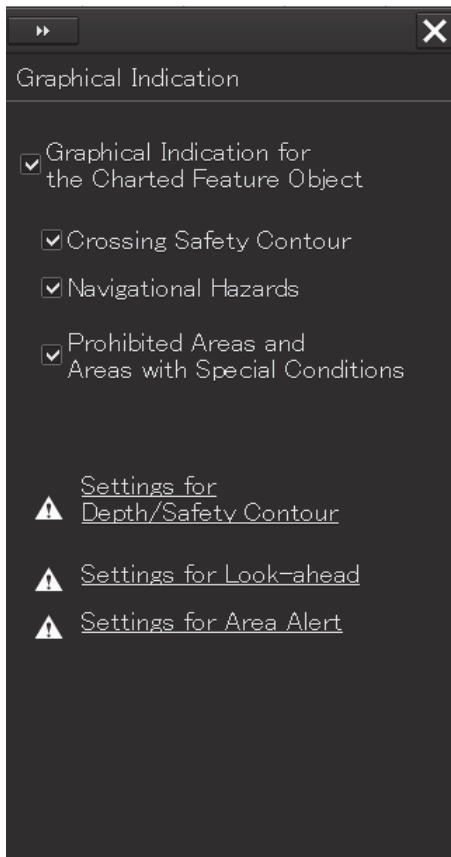 Graphical Indication
Graphical Indication for
the Charted Feature Object
Crossing Safety Contour
Navigational Hazards
Prohibited Areas and
Areas with Special Conditions
Settings for
Depth/Safety Contour
Settings for Look-ahead
Settings for Area Alert